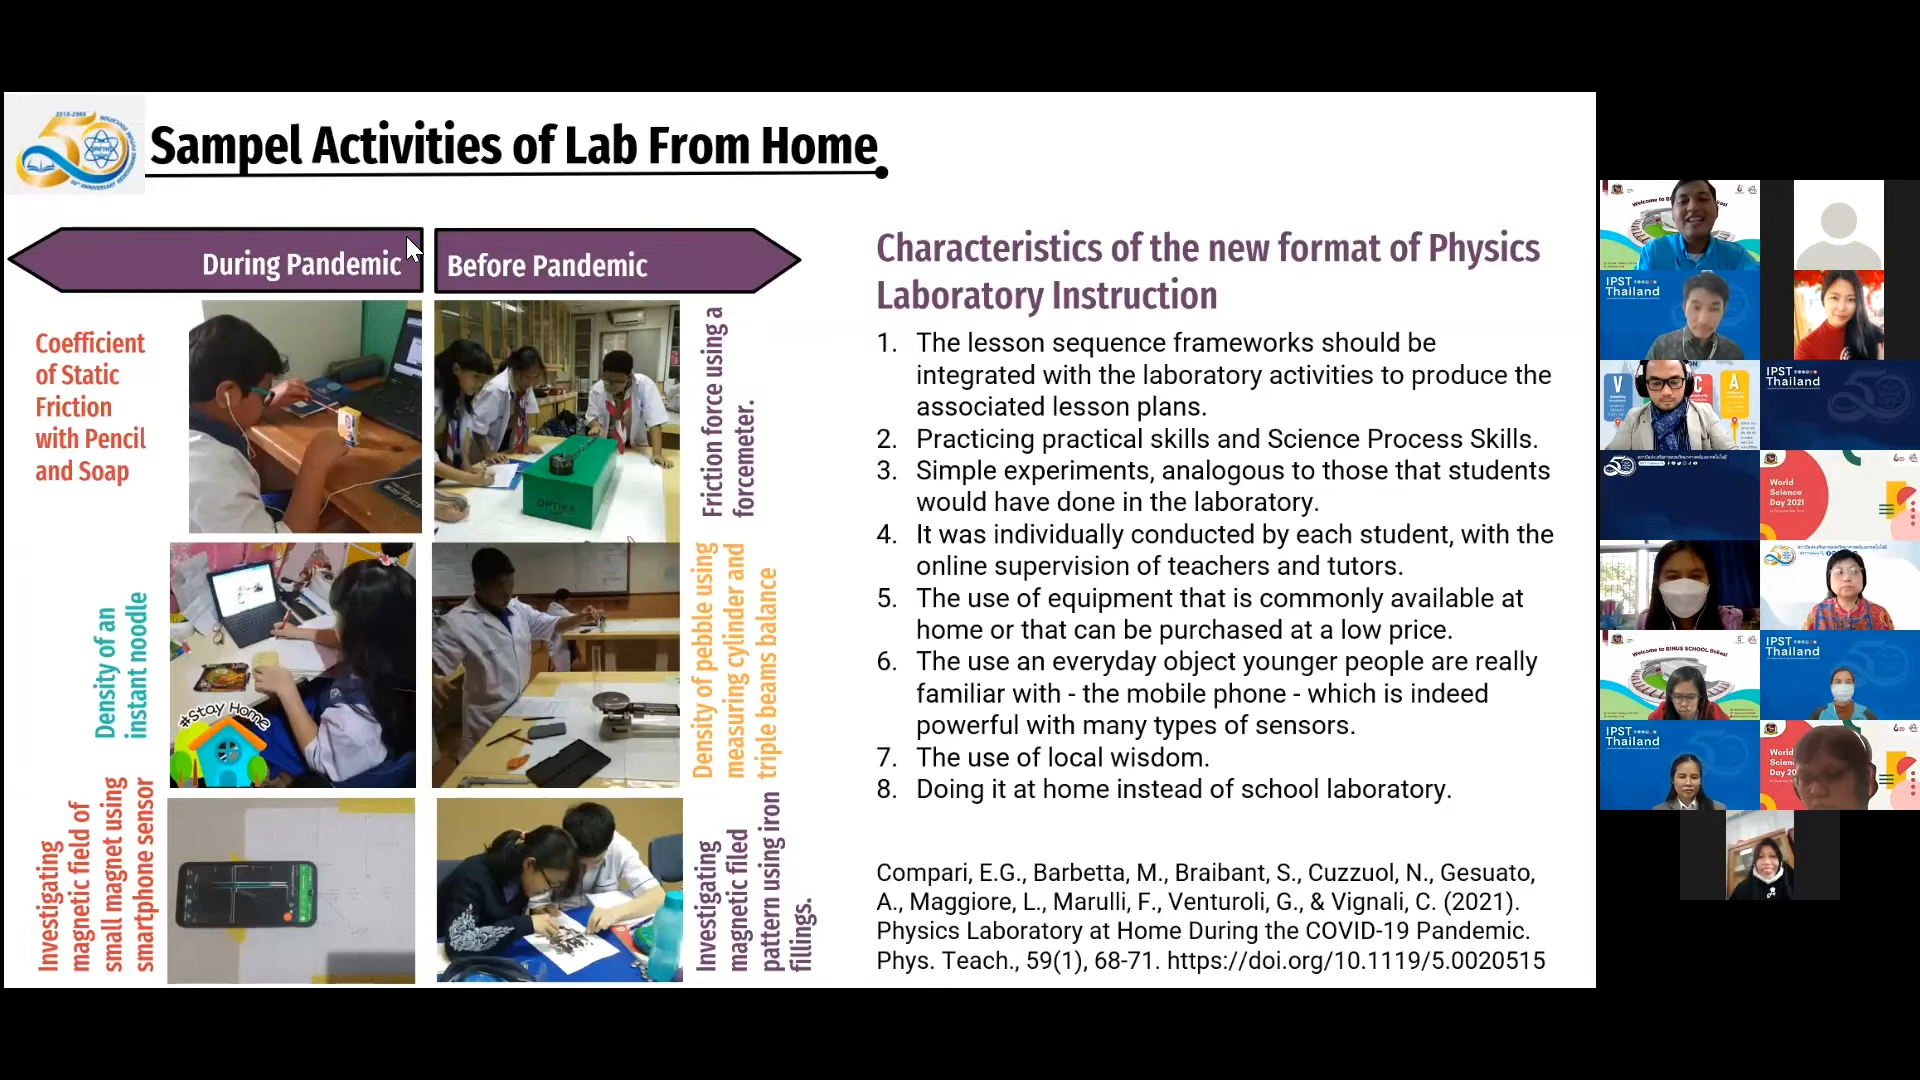 2513-2565
Sampel Activities of Lab From Home
During Pandemic
Before Pandemic
Coefficient
of Static
Friction
with Pencil
and Soap
Friction force using a
forcemeter.
OPTIKA
Density of an
instant noodle
#Stay Home
Density of pebble using
measuring cylinder and
triple beams balance
Investigating
magnetic field of
small magnet using
smartphone sensor
Investigating
magnetic filed
pattern using iron
fillings.
Characteristics of the new format of Physics
Laboratory Instruction
1. The lesson sequence frameworks should be
integrated with the laboratory activities to produce the
associated lesson plans.
2. Practicing practical skills and Science Process Skills.
3. Simple experiments, analogous to those that students
would have done in the laboratory.
4. It was individually conducted by each student, with the
online supervision of teachers and tutors.
5. The use of equipment that is commonly available at
home or that can be purchased at a low price.
6. The use an everyday object younger people are really
familiar with - the mobile phone - which is indeed
powerful with many types of sensors.
7. The use of local wisdom.
8. Doing it at home instead of school laboratory.
Compari, E.G., Barbetta, M., Braibant, S., Cuzzuol, N., Gesuato,
A., Maggiore, L., Marulli, F., Venturoli, G., & Vignali, C. (2021).
Physics Laboratory at Home During the COVID-19 Pandemic.
Phys. Teach., 59(1), 68-71. https://doi.org/10.1119/5.0020515
IPST
Thailand
V
C
A
IPST
Thailand
World
Science
Day 2021
Welcome to BINUS SCHOOL Bekasi
IPST
Thailand
IPST
Thailand
World
Science